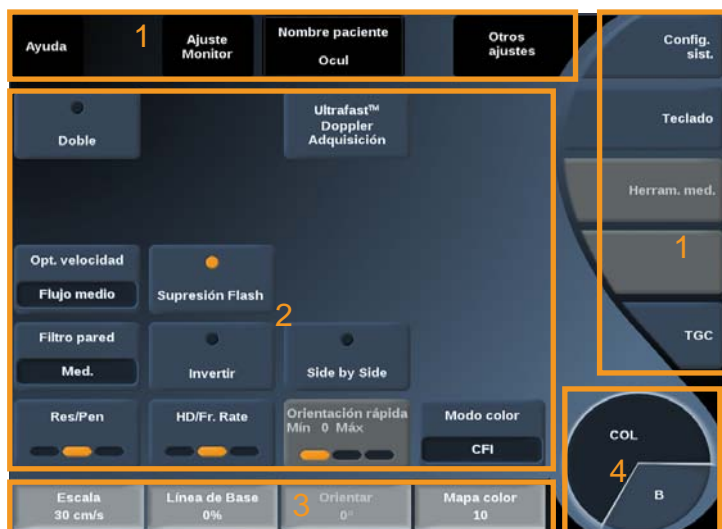 Ayuda
1
Ajuste
Monitor
Nombre paciente
Ocul
Otros
ajustes
Config.
sist.
Teclado
Herram. med.
1
TGC
Doble
Ultrafast™
Doppler
Adquisición
Opt. velocidad
Flujo medio
Supresión Flash
2
Filtro pared
Med.
Invertir
Side by Side
Res/Pen
HD/Fr. Rate
Orientación rápida
Mín 0 Máx
Modo color
CFI
COL
4
B
Escala
30 cm/s
Línea de Base
0%
3
Orientar
0°
Mapa color
10